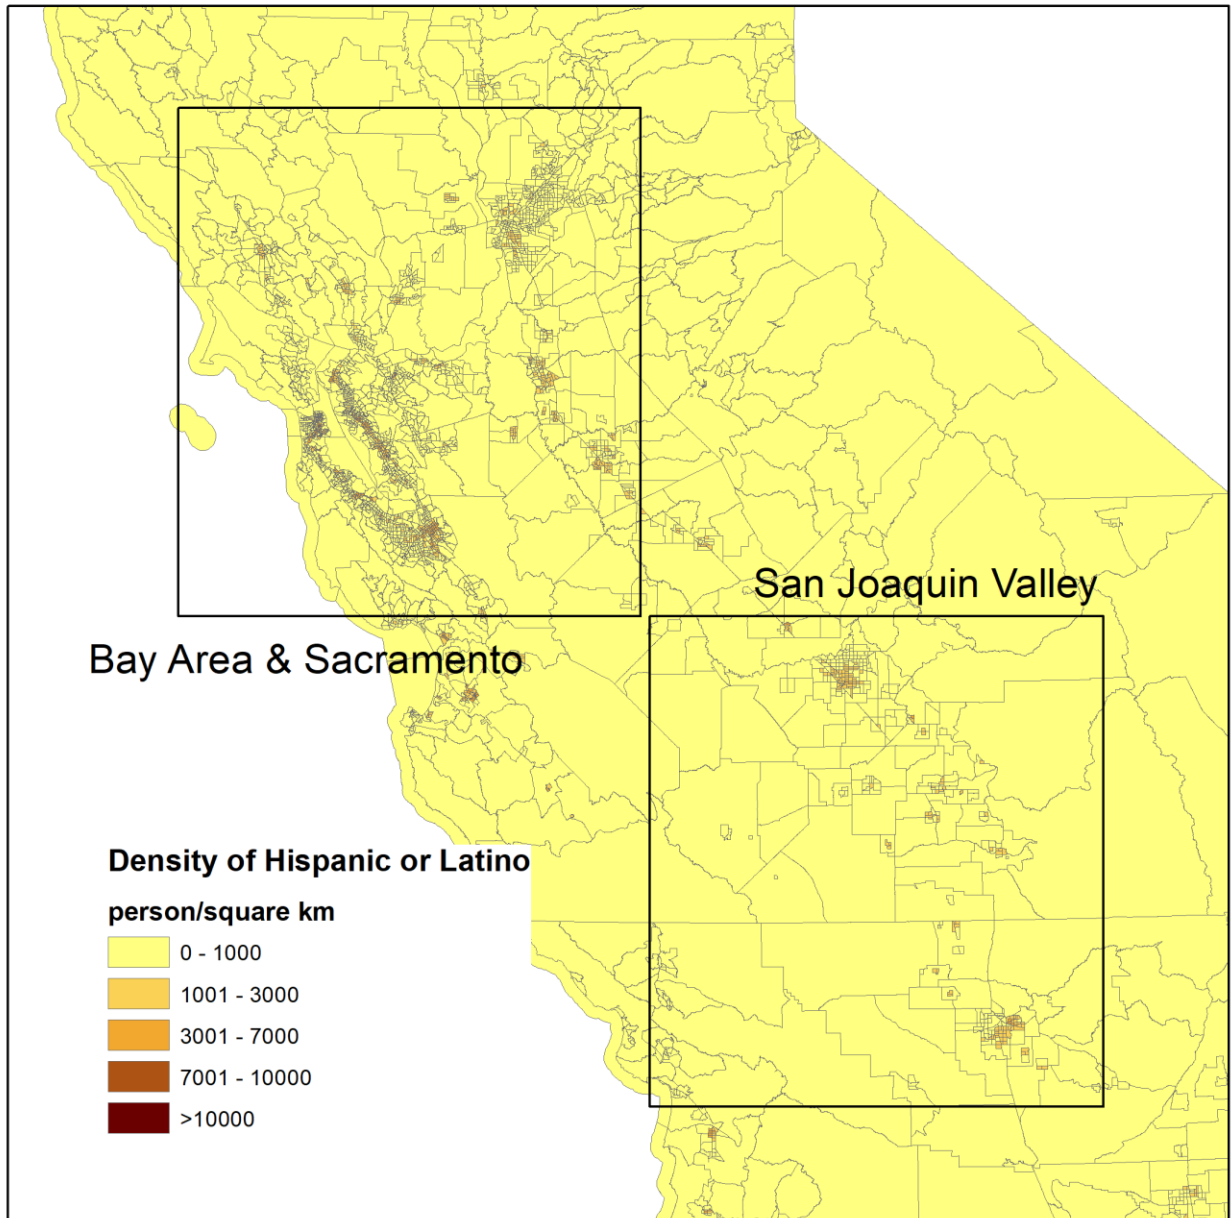 San Joaquin Valley
Bay Area & Sacramento
Density of Hispanic or Latino
person/square km
0 - 1000
1001 - 3000
3001 - 7000
7001 - 10000
>10000